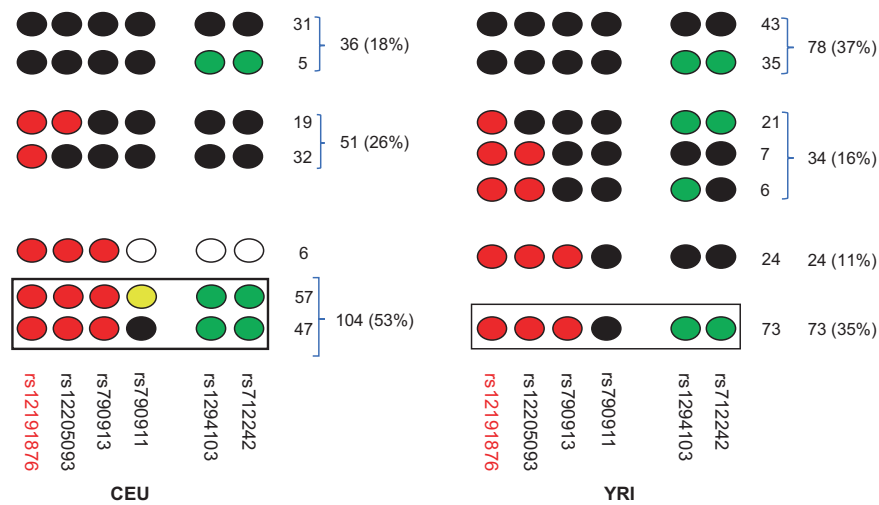 31
36 (18%)
5
19
51 (26%)
32
6
57
104 (53%)
47
rs12191876
rs12205093
rs790913
rs790911
rs1294103
rs712242
CEU
43
78 (37%)
35
21
7
34 (16%)
6
24
24 (11%)
73
73 (35%)
rs12191876
rs12205093
rs790913
rs790911
rs1294103
rs712242
YRI